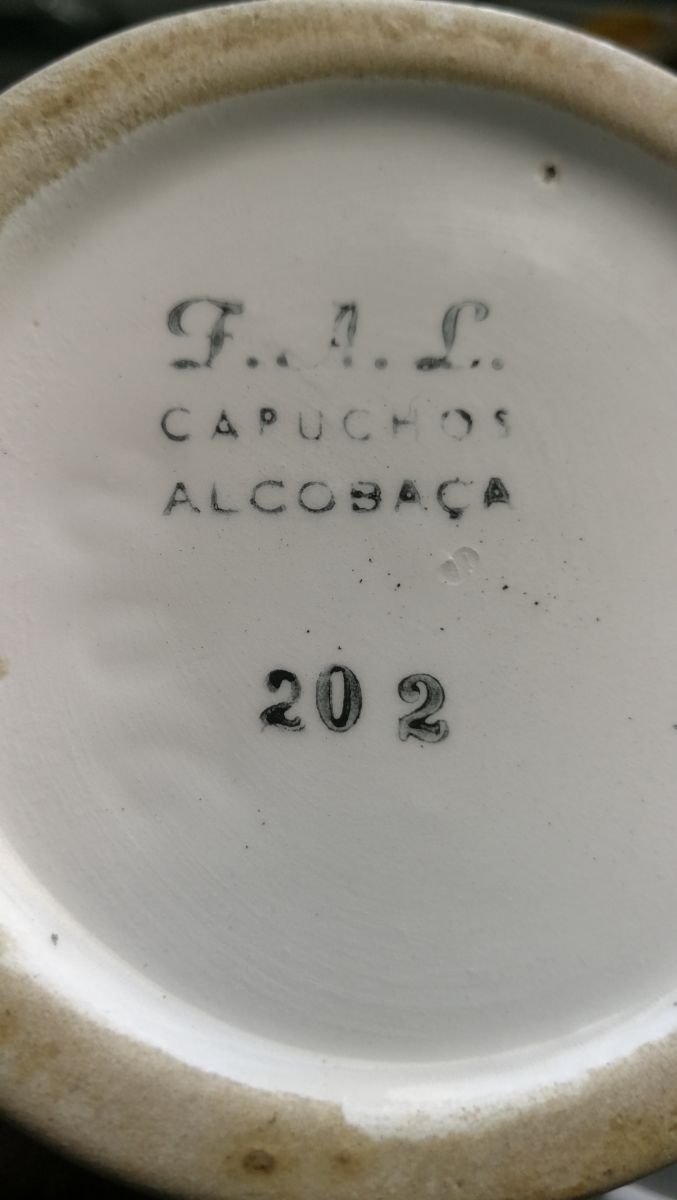 F. A. L.
CAPUCHOS
ALCOBAÇA
S
202